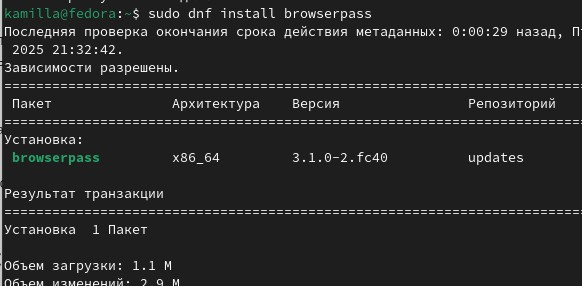 kamilla@fedora:~$ sudo dnf install browserpass
Последняя проверка окончания срока действия метаданных: 0:00:29 назад,
2025 21:32:42.
Зависимости разрешены.
================================================================================
Пакет Архитектура Версия Репозиторий
================================================================================
Установка:
browserpass x86_64 3.1.0-2.fc40 updates
Результат транзакции
================================================================================
Установка 1 Пакет
Объем загрузки: 1.1 M
Объем изменений: 2.9 M